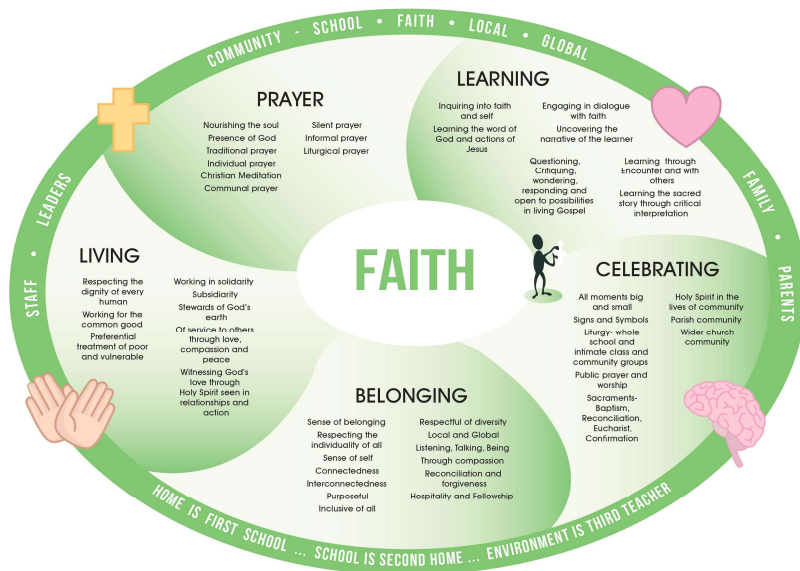 COMMUNITY - SCHOOL • FAITH • LOCAL • GLOBAL
STAFF • LEADERS
FAMILY • PARENTS
PRAYER
Nourishing the soul
Presence of God
Traditional prayer
Individual prayer
Christian Meditation
Communal prayer
Silent prayer
Informal prayer
Liturgical prayer
LEARNING
Inquiring into faith
and self
Learning the word of
God and actions of
Jesus
Engaging in dialogue
with faith
Uncovering the
narrative of the learner
Questioning,
Critiquing,
wondering,
responding and
open to possibilities
in living Gospel
Learning through
Encounter and with
others
Learning the sacred
story through critical
interpretation
FAITH
LIVING
Respecting the
dignity of every
human
Working for the
common good
Preferential
treatment of poor
and vulnerable
Working in solidarity
Subsidiarity
Stewards of God's
earth
Of service to others
through love,
compassion and
peace
Witnessing God's
love through
Holy Spirit seen in
relationships and
action
CELEBRATING
All moments big
and small
Signs and Symbols
Liturgy- whole
school and
intimate class and
community groups
Public prayer and
worship
Sacraments-
Baptism,
Reconciliation,
Eucharist,
Confirmation
Holy Spirit in the
lives of community
Parish community
Wider church
community
BELONGING
Sense of belonging
Respecting the
individuality of all
Sense of self
Connectedness
Interconnectedness
Purposeful
Inclusive of all
Respectful of diversity
Local and Global
Listening, Talking, Being
Through compassion
Reconciliation and
forgiveness
Hospitality and Fellowship
HOME IS FIRST SCHOOL ... SCHOOL IS SECOND HOME ... ENVIRONMENT IS THIRD TEACHER